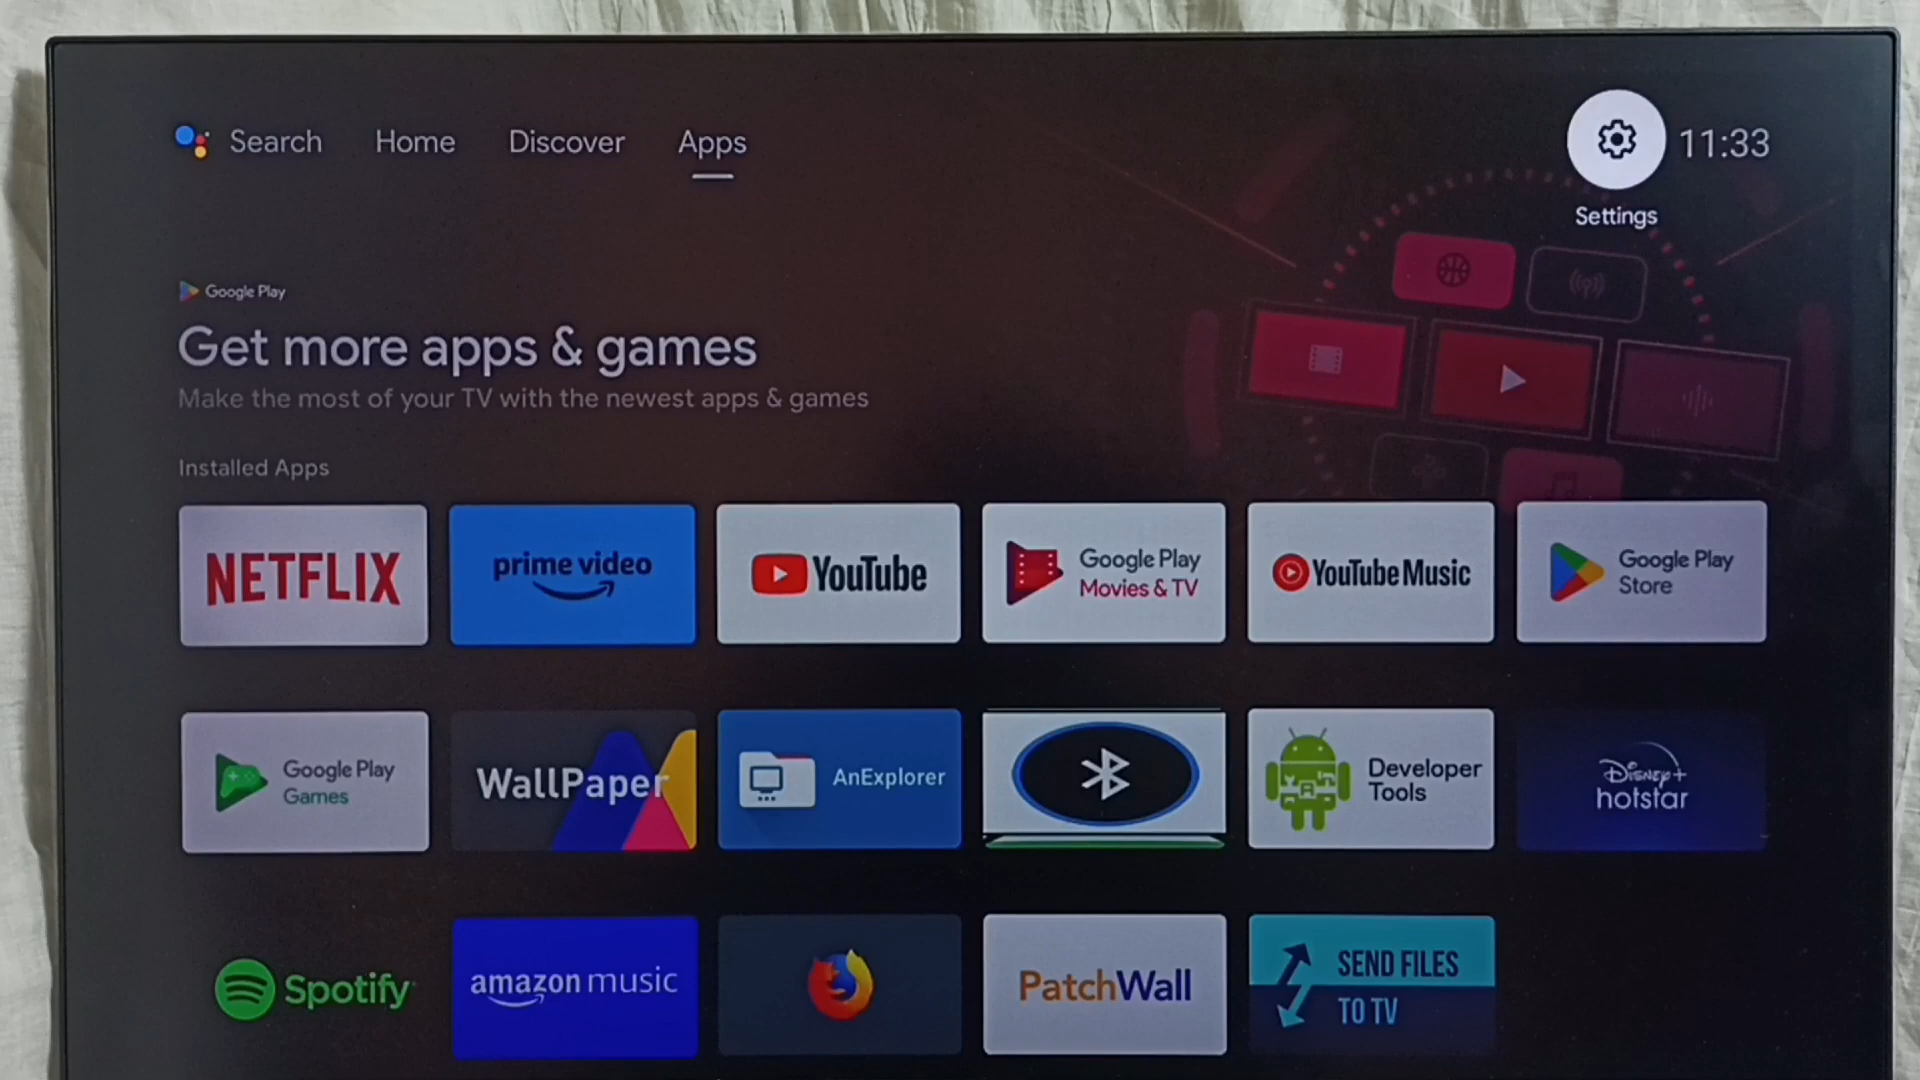 Search Home Discover Apps
11:33
Settings
Google Play
Get more apps & games
Make the most of your TV with the newest apps & games
Installed Apps
NETFLIX
prime video
YouTube
Google Play
Movies & TV
YouTube Music
Google Play
Store
Google Play
Games
WallPaper
AnExplorer
Developer
Tools
Disney+
hotstar
Spotify
amazon music
PatchWall
SEND FILES
TO TV